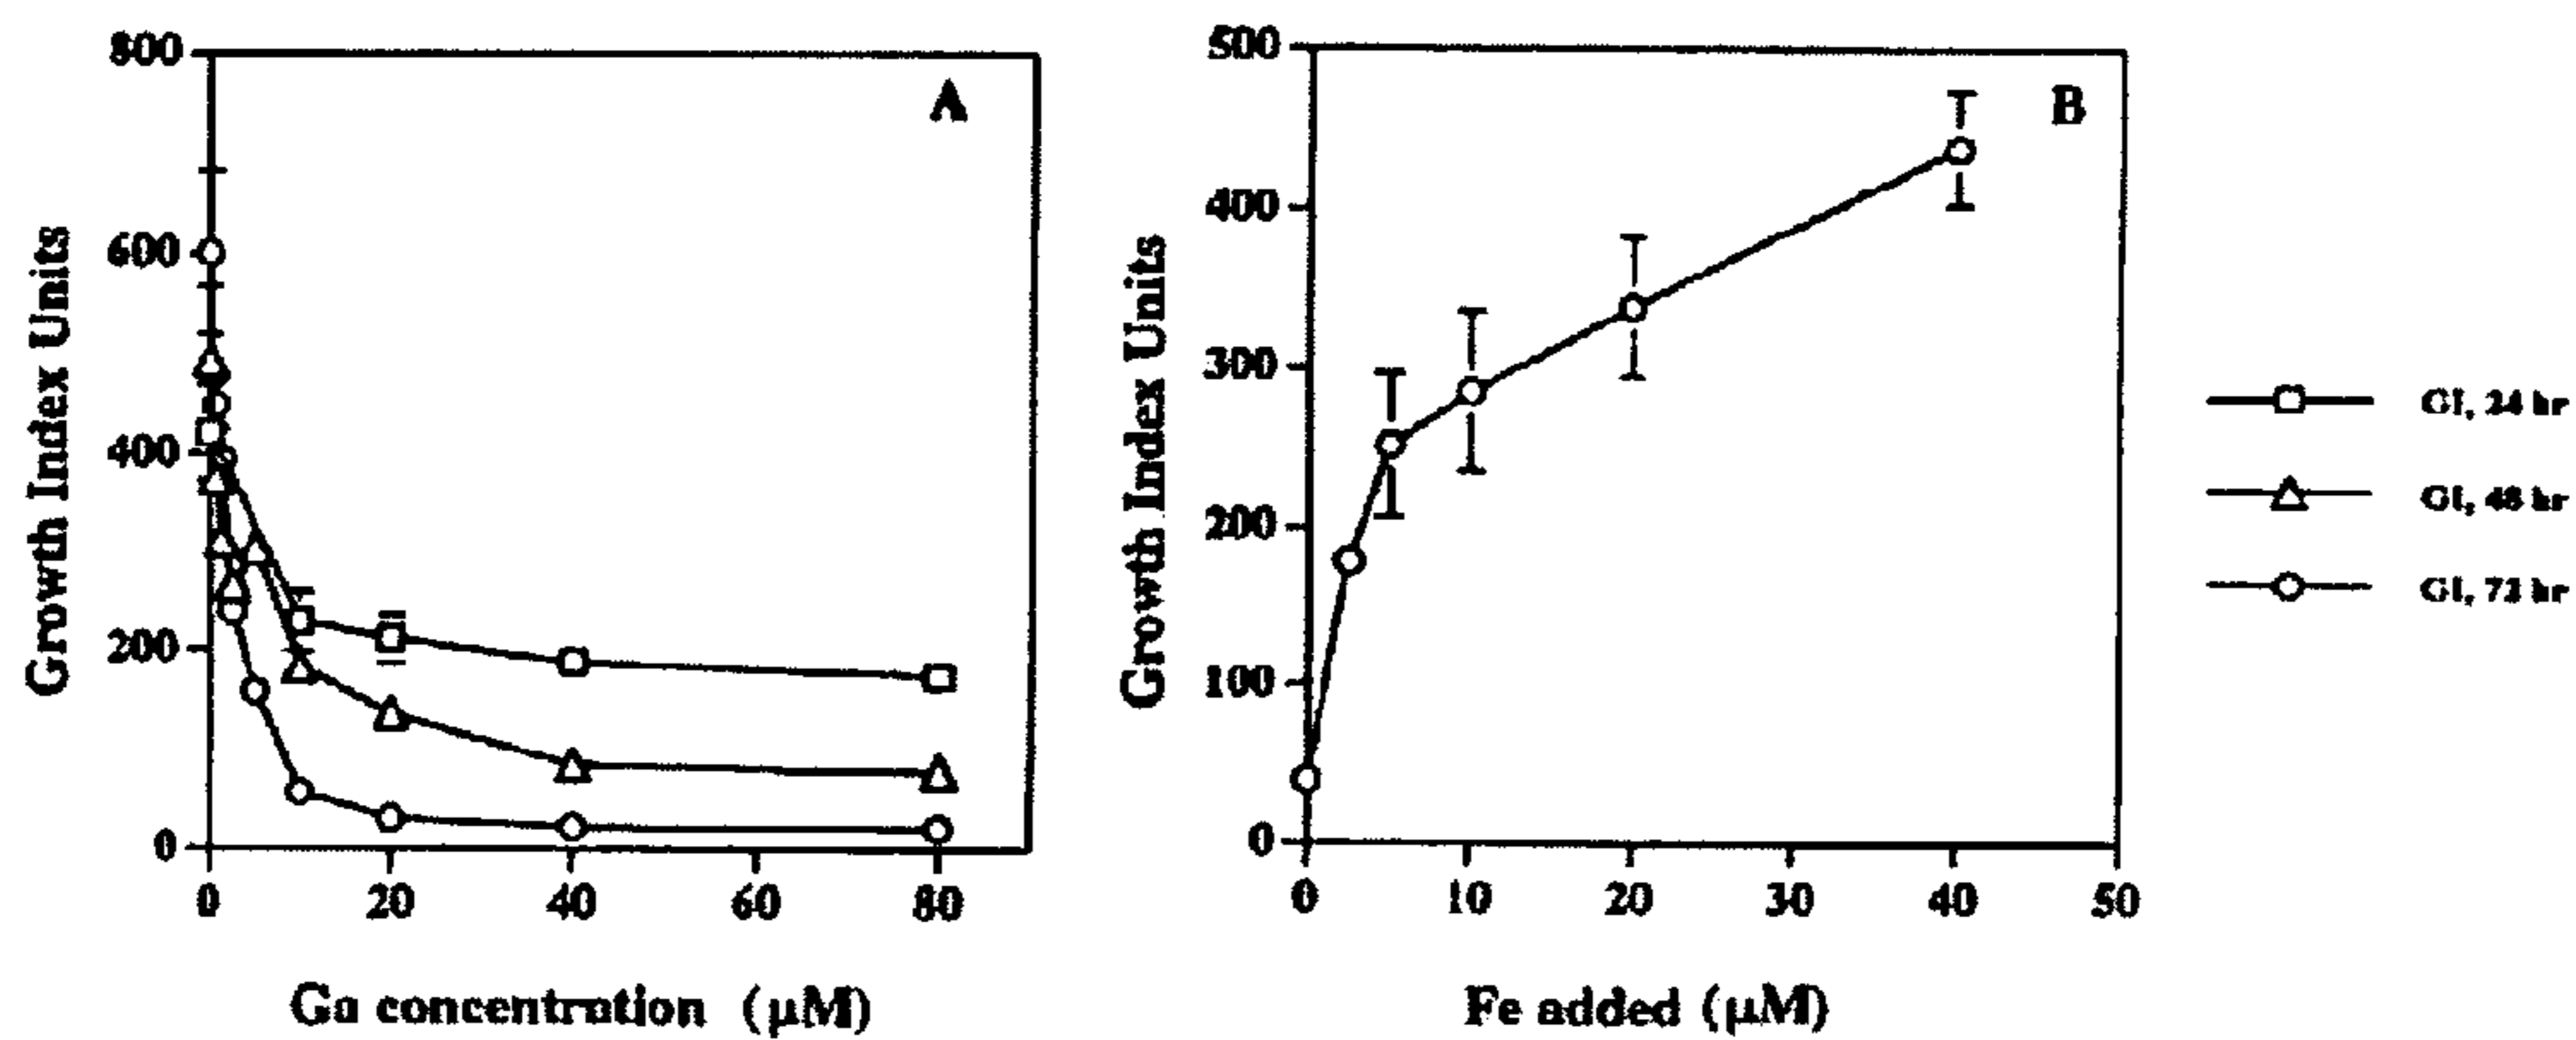 A
800
600
400
200
0
0 20 40 60 80
Growth Index Units
Ga concentration (μM)
B
500
400
300
200
100
0
0 10 20 30 40 50
Growth Index Units
Fe added (μM)
GI, 24 hr
GI, 48 hr
GI, 72 hr